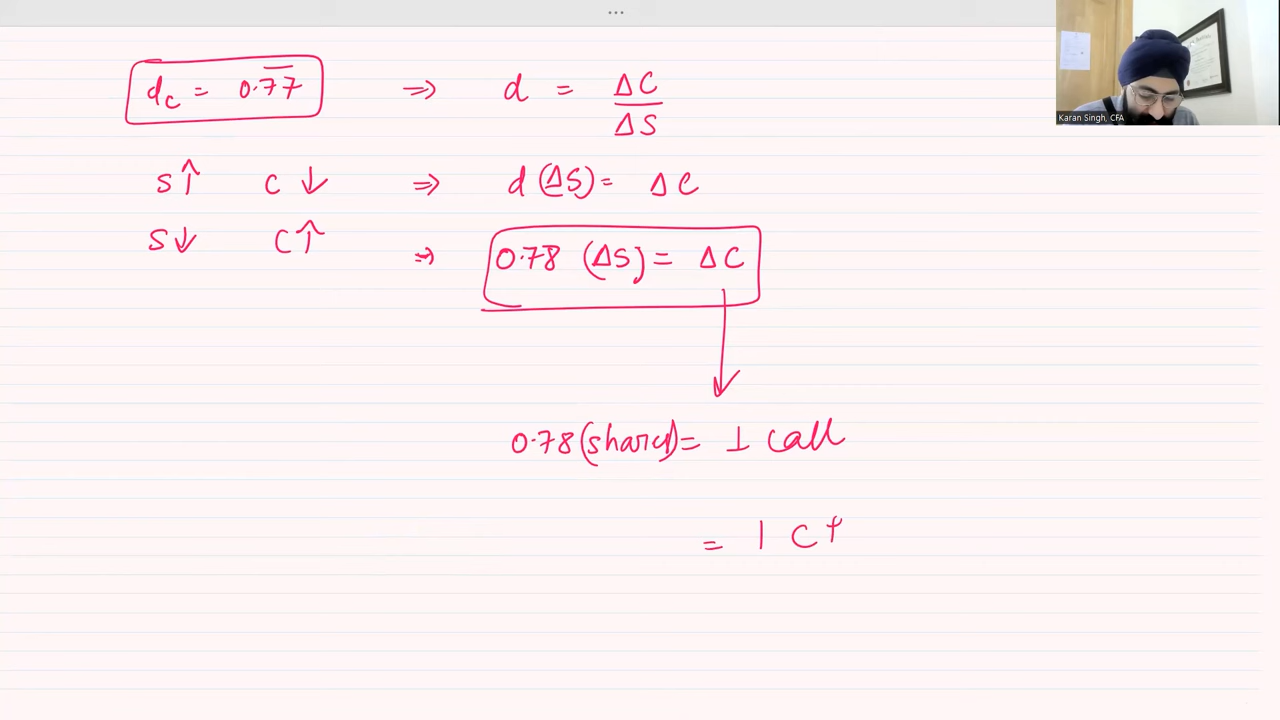 d_c = 0.77 ⇒ d = ΔC/ΔS
S↑ C↓ ⇒ d(ΔS) = ΔC
S↓ C↑ ⇒ 0.78 (ΔS) = ΔC
0.78(shares) = 1 call
= 1 C
Karan Singh, CFA